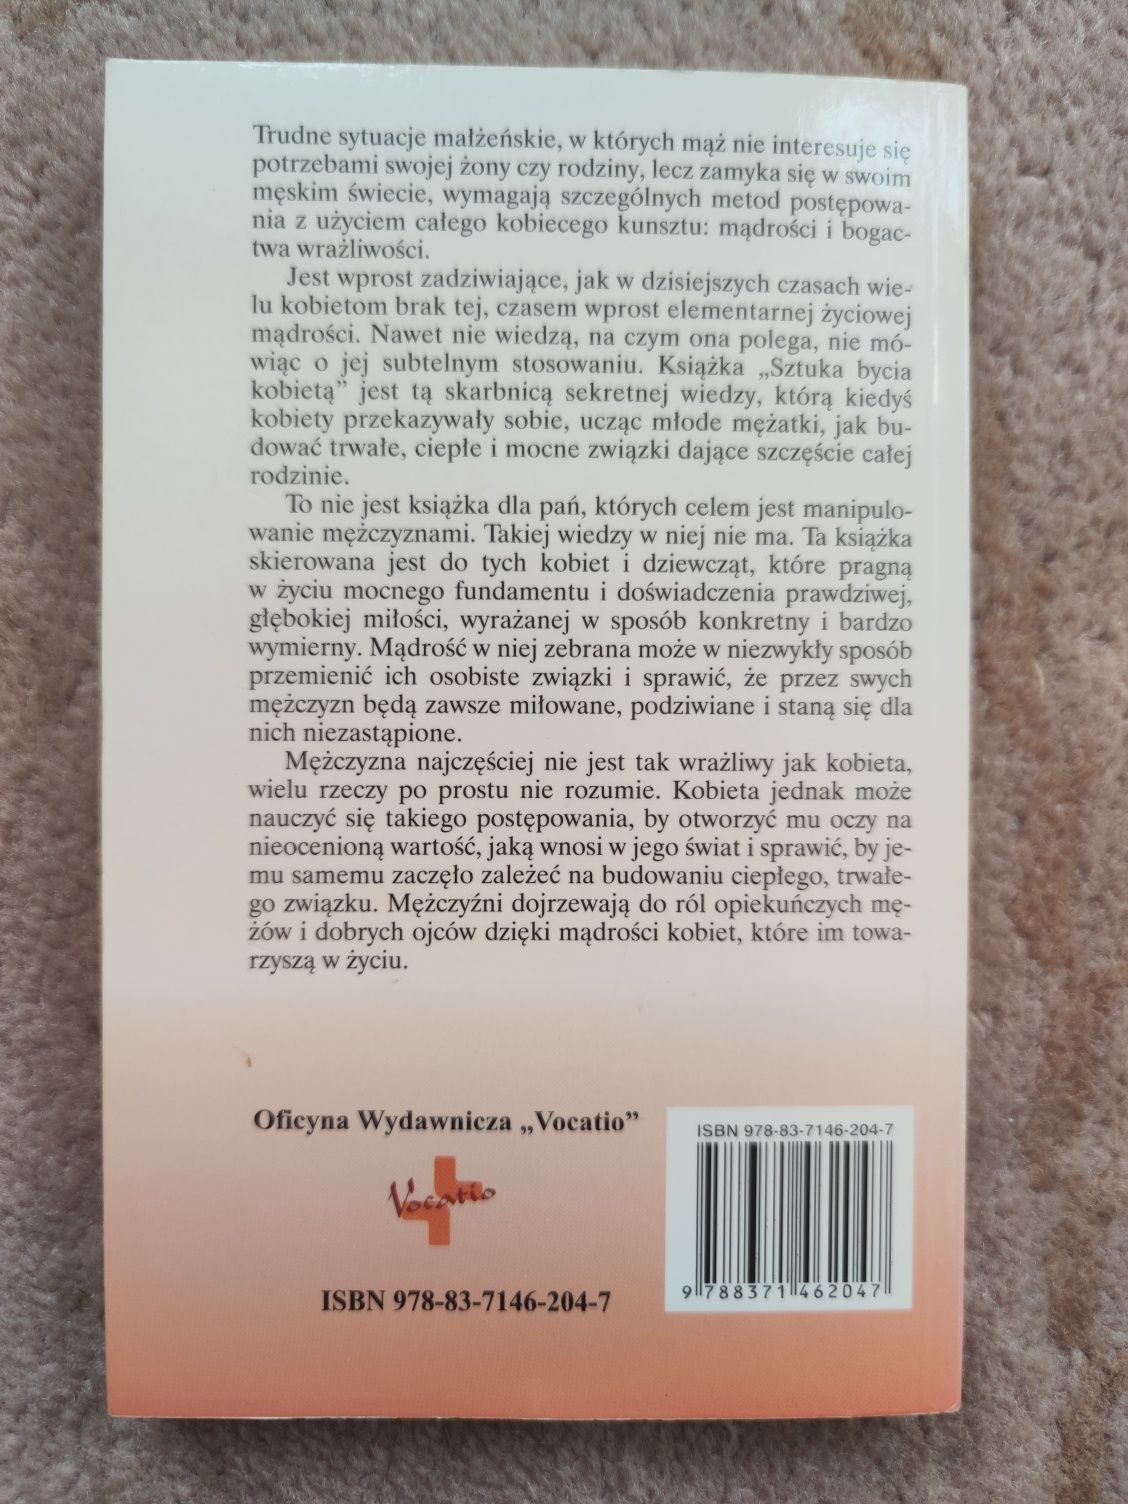 Trudne sytuacje małżeńskie, w których mąż nie interesuje się
potrzebami swojej żony czy rodziny, lecz zamyka się w swoim
męskim świecie, wymagają szczególnych metod postępowa-
nia z użyciem całego kobiecego kunsztu: mądrości i bogac-
twa wrażliwości.
Jest wprost zadziwiające, jak w dzisiejszych czasach wie-
lu kobietom brak tej, czasem wprost elementarnej życiowej
mądrości. Nawet nie wiedzą, na czym ona polega, nie mó-
wiąc o jej subtelnym stosowaniu. Książka „Sztuka bycia
kobietą” jest tą skarbnicą sekretnej wiedzy, którą kiedyś
kobiety przekazywały sobie, ucząc młode mężatki, jak bu-
dować trwałe, ciepłe i mocne związki dające szczęście całej
rodzinie.
To nie jest książka dla pań, których celem jest manipulo-
wanie mężczyznami. Takiej wiedzy w niej nie ma. Ta książka
skierowana jest do tych kobiet i dziewcząt, które pragną
w życiu mocnego fundamentu i doświadczenia prawdziwej,
głębokiej miłości, wyrażanej w sposób konkretny i bardzo
wymierny. Mądrość w niej zebrana może w niezwykły sposób
przemienić ich osobiste związki i sprawić, że przez swych
mężczyzn będą zawsze miłowane, podziwiane i staną się dla
nich niezastąpione.
Mężczyzna najczęściej nie jest tak wrażliwy jak kobieta,
wielu rzeczy po prostu nie rozumie. Kobieta jednak może
nauczyć się takiego postępowania, by otworzyć mu oczy na
nieocenioną wartość, jaką wnosi w jego świat i sprawić, by je-
mu samemu zaczęło zależeć na budowaniu ciepłego, trwałe-
go związku. Mężczyźni dojrzewają do ról opiekuńczych mę-
żów i dobrych ojców dzięki mądrości kobiet, które im towa-
rzyszą w życiu.
Oficyna Wydawnicza „Vocatio”
Vocatio
ISBN 978-83-7146-204-7
ISBN 978-83-7146-204-7
9 788371 462047